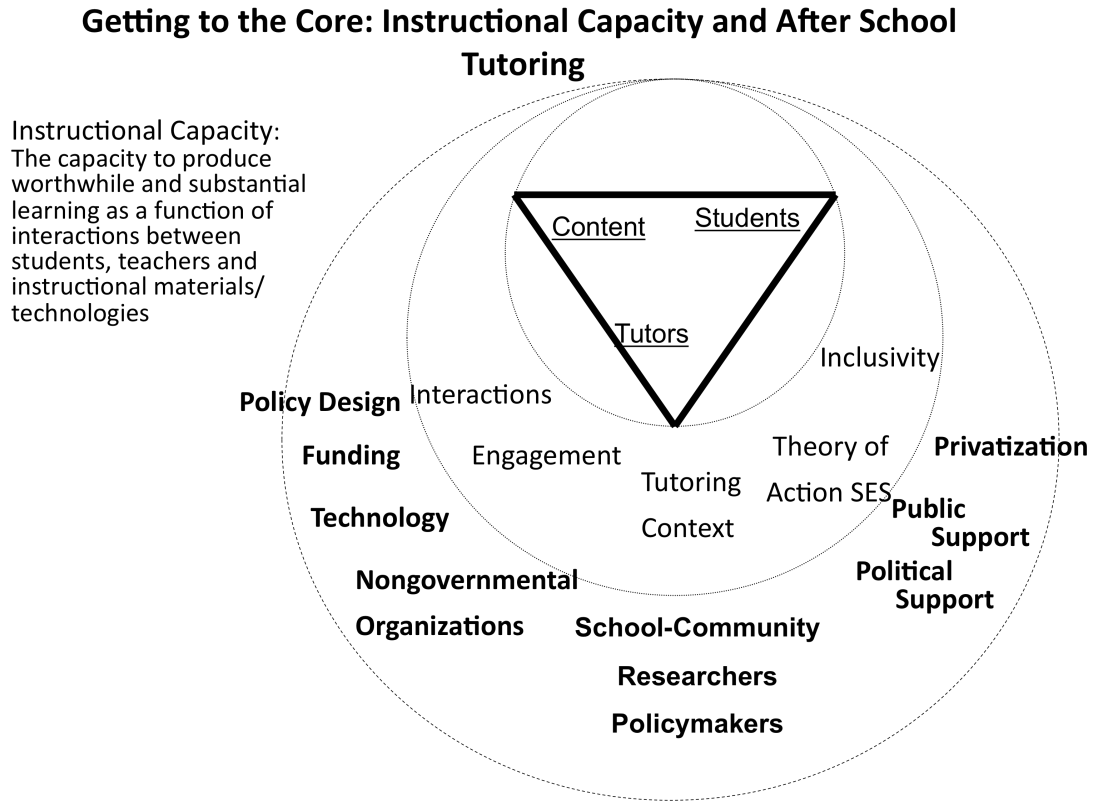 Getting to the Core: Instructional Capacity and After School
Tutoring
Instructional Capacity:
The capacity to produce
worthwhile and substantial
learning as a function of
interactions between
students, teachers and
instructional materials/
technologies
Content
Students
Tutors
Inclusivity
Interactions
Engagement
Tutoring
Context
Theory of
Action SES
Policy Design
Funding
Technology
Nongovernmental
Organizations
School-Community
Researchers
Policymakers
Privatization
Public
Support
Political
Support